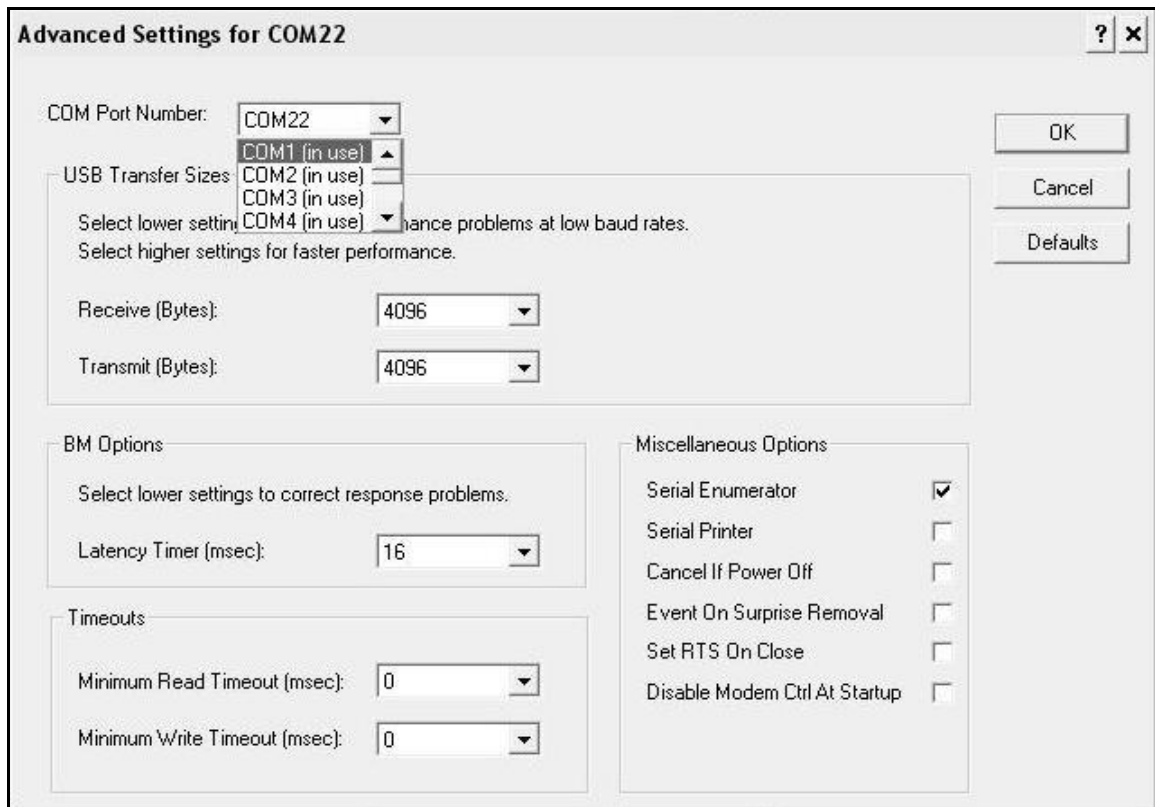 Advanced Settings for COM22
? ×
COM Port Number: COM22
COM1 (in use)
COM2 (in use)
COM3 (in use)
COM4 (in use)
OK
Cancel
Defaults
USB Transfer Sizes
Select lower settin mance problems at low baud rates.
Select higher settings for faster performance.
Receive (Bytes): 4096
Transmit (Bytes): 4096
BM Options
Select lower settings to correct response problems.
Latency Timer (msec): 16
Timeouts
Minimum Read Timeout (msec): 0
Minimum Write Timeout (msec): 0
Miscellaneous Options
Serial Enumerator
Serial Printer
Cancel If Power Off
Event On Surprise Removal
Set RTS On Close
Disable Modem Ctrl At Startup